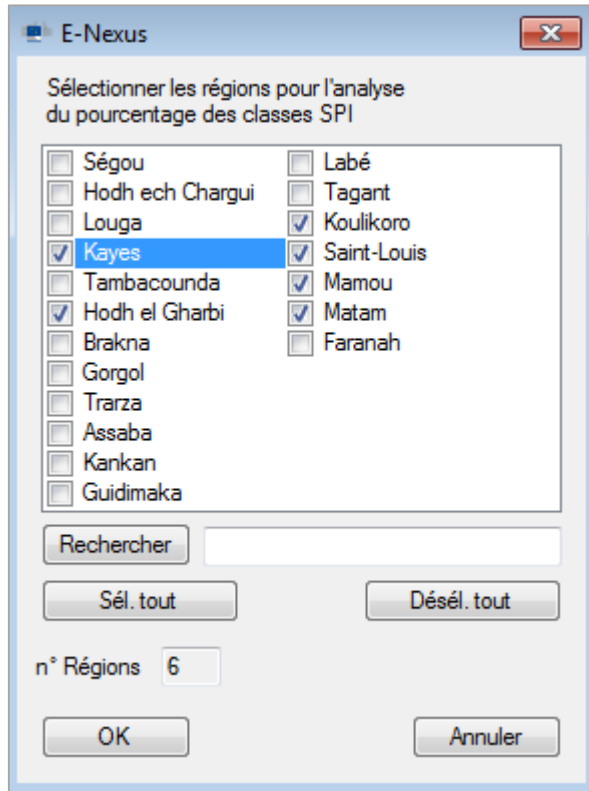 E-Nexus
Sélectionner les régions pour l'analyse
du pourcentage des classes SPI
Ségou
Hodh ech Chargui
Louga
Kayes
Tambacounda
Hodh el Gharbi
Brakna
Gorgol
Trarza
Assaba
Kankan
Guidimaka
Labé
Tagant
Koulikoro
Saint-Louis
Mamou
Matam
Faranah
Rechercher
Sél. tout
Désél. tout
n° Régions 6
OK
Annuler